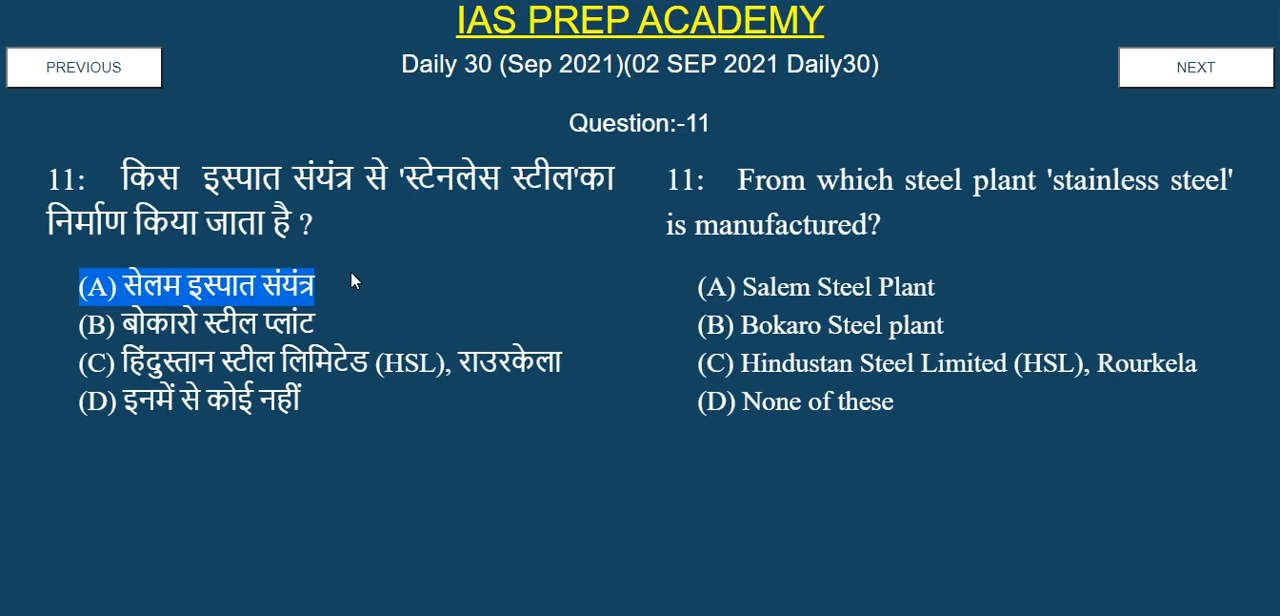 IAS PREP ACADEMY
PREVIOUS
Daily 30 (Sep 2021)(02 SEP 2021 Daily30)
NEXT
Question:-11
11: किस इस्पात संयंत्र से 'स्टेनलेस स्टील'का
निर्माण किया जाता है ?
(A) सेलम इस्पात संयंत्र
(B) बोकारो स्टील प्लांट
(C) हिंदुस्तान स्टील लिमिटेड (HSL), राउरकेला
(D) इनमें से कोई नहीं
11: From which steel plant 'stainless steel'
is manufactured?
(A) Salem Steel Plant
(B) Bokaro Steel plant
(C) Hindustan Steel Limited (HSL), Rourkela
(D) None of these